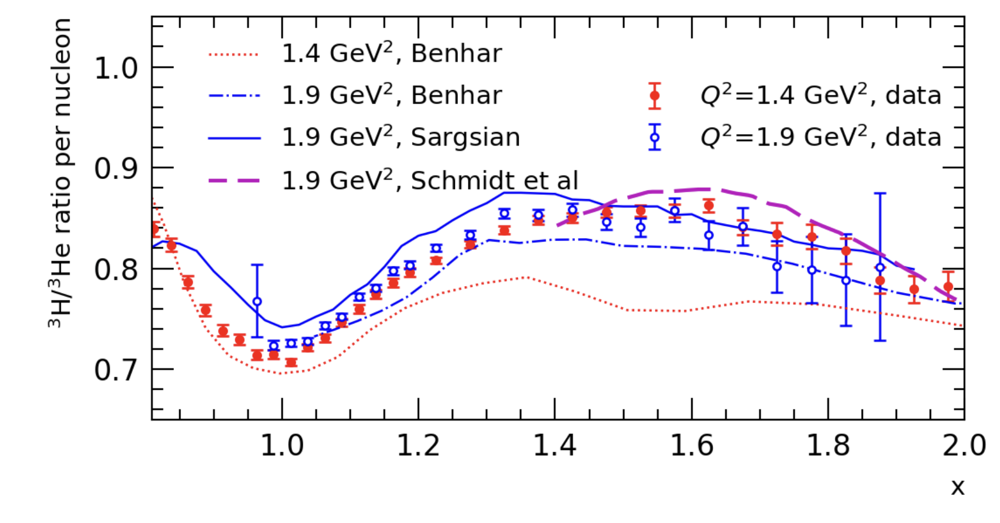 ³H/³He ratio per nucleon
1.4 GeV², Benhar
1.9 GeV², Benhar
1.9 GeV², Sargsian
1.9 GeV², Schmidt et al
Q²=1.4 GeV², data
Q²=1.9 GeV², data
1.0
0.9
0.8
0.7
1.0 1.2 1.4 1.6 1.8 2.0
x